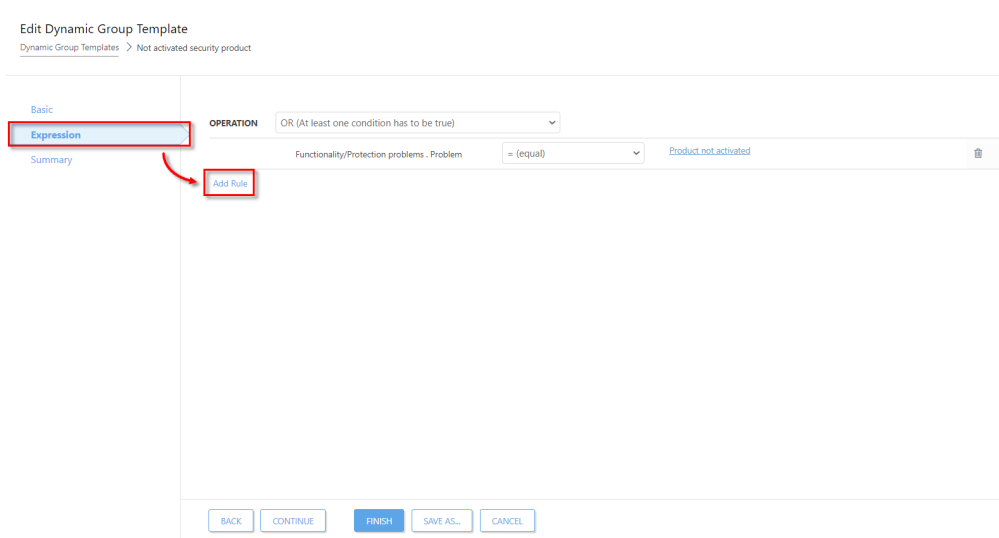 Edit Dynamic Group Template
Dynamic Group Templates > Not activated security product
Basic
Expression
Summary
OPERATION OR (At least one condition has to be true)
Functionality/Protection problems . Problem = (equal) Product not activated
Add Rule
BACK CONTINUE FINISH SAVE AS... CANCEL